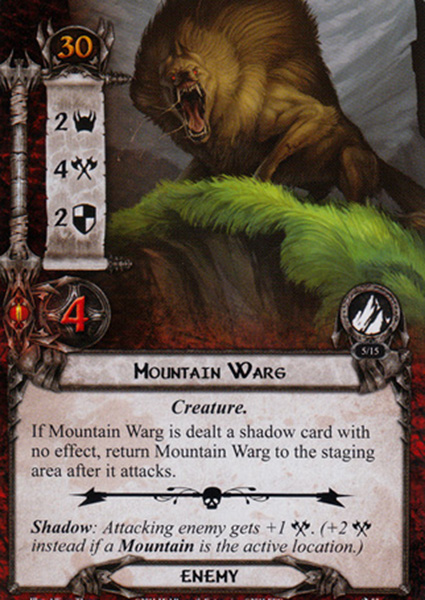 30
2
4
2
4
5/15
Mountain Warg
Creature.
If Mountain Warg is dealt a shadow card with
no effect, return Mountain Warg to the staging
area after it attacks.
Shadow: Attacking enemy gets +1 . (+2
instead if a Mountain is the active location.)
ENEMY